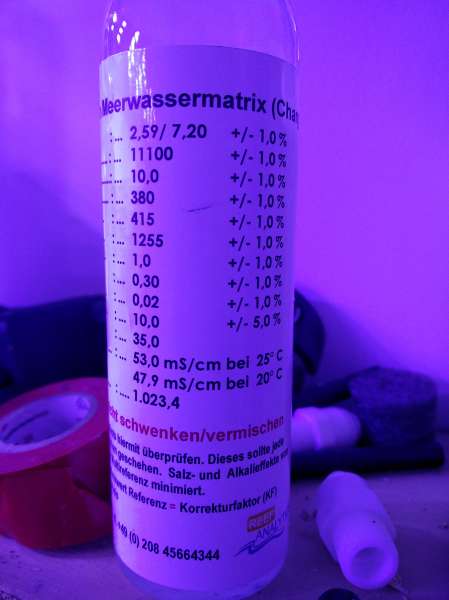 Meerwassermatrix
: ... 2,59/ 7,20 +/- 1,0 %
: ... 11100 +/- 1,0 %
: ... 10,0 +/- 1,0 %
: ... 380 +/- 1,0 %
: ... 415 +/- 1,0 %
: ... 1255 +/- 1,0 %
: ... 1,0 +/- 1,0 %
: ... 0,30 +/- 1,0 %
: ... 0,02 +/- 1,0 %
: ... 10,0 +/- 5,0 %
: ... 35,0
: ... 53,0 mS/cm bei 25° C
47,9 mS/cm bei 20° C
: .... 1.023,4
schwenken/vermischen
hiermit überprüfen. Dieses sollte jede
geschehen. Salz- und Alkalieffekte
minimiert.
Referenz = Korrekturfaktor (KF)
(0) 208 45664344
REEF